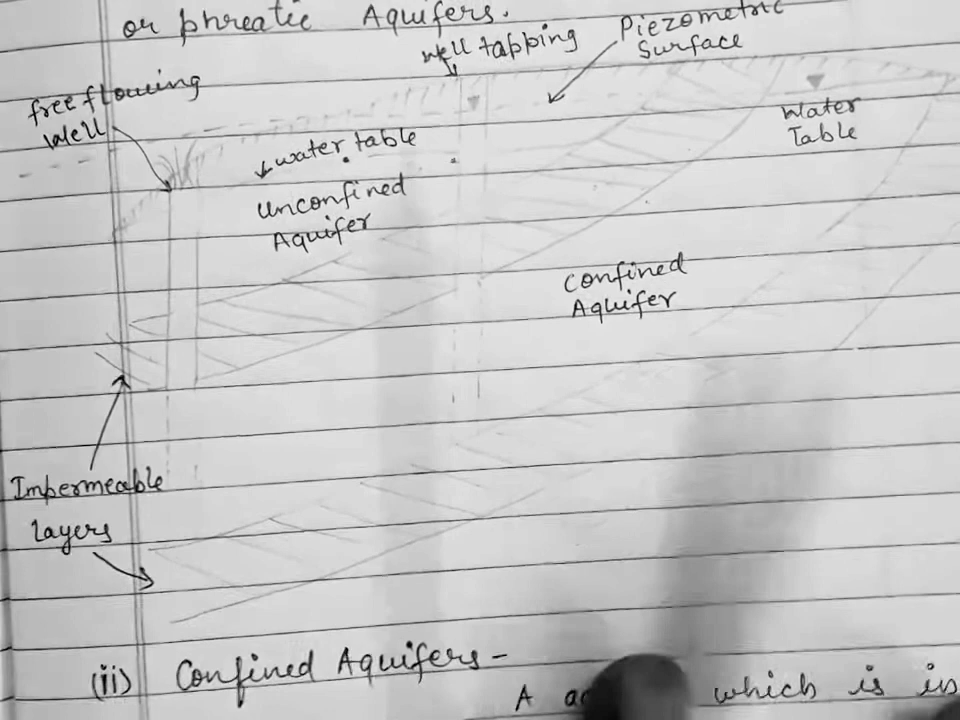 or phreatic Aquifers.
well tapping
Piezometric
Surface
free flowing
Well
Water
Table
water table
Unconfined
Aquifer
Confined
Aquifer
Impermeable
layers
(ii) Confined Aquifers -
A which is in